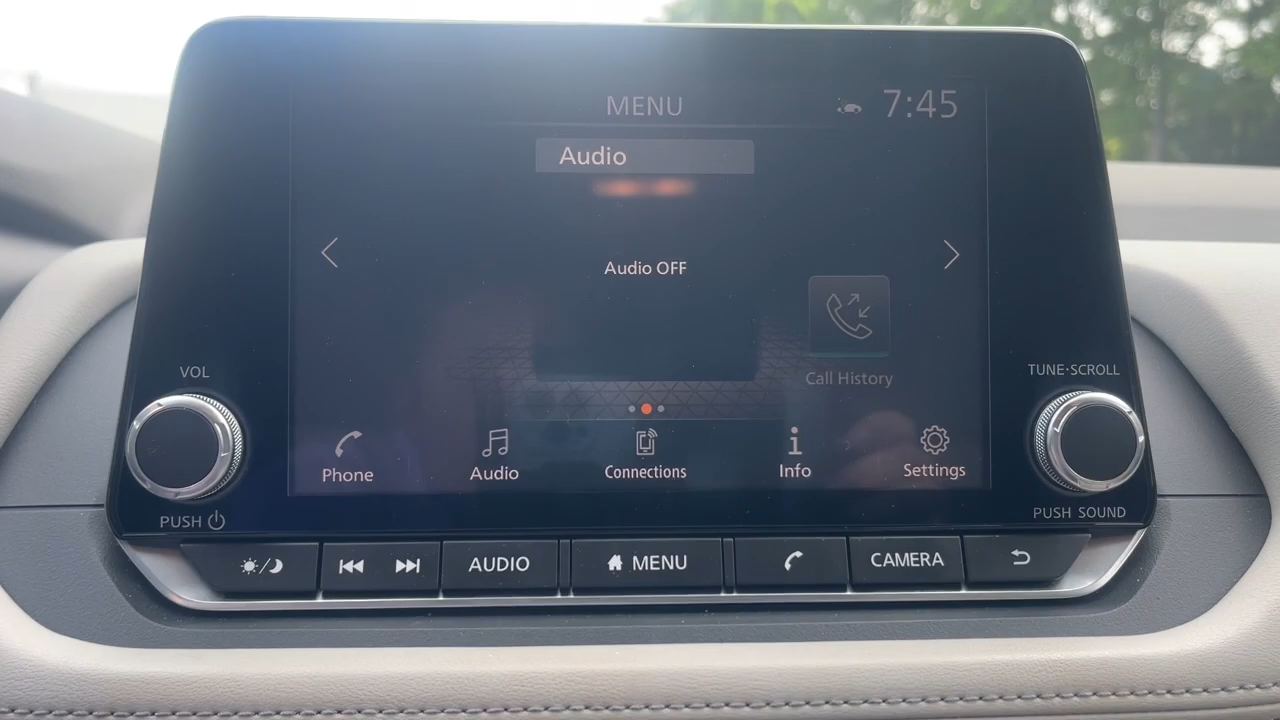 MENU
7:45
Audio
Audio OFF
Call History
VOL
TUNE·SCROLL
Phone
Audio
Connections
Info
Settings
PUSH
PUSH SOUND
AUDIO
MENU
CAMERA